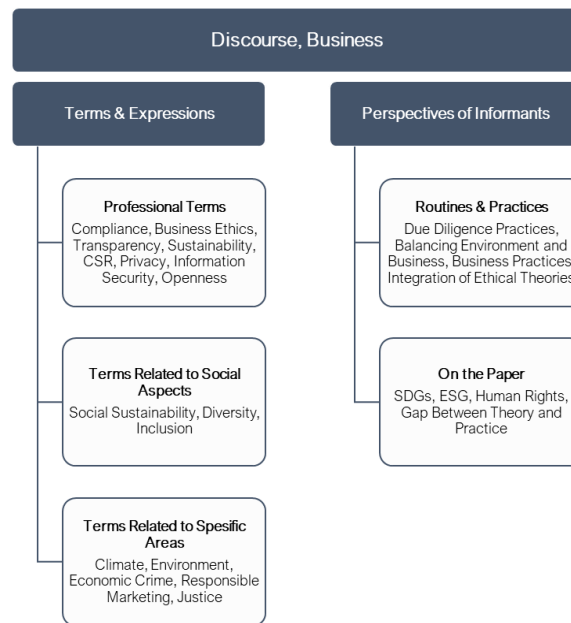 Discourse, Business
Terms & Expressions
Professional Terms
Compliance, Business Ethics,
Transparency, Sustainability,
CSR, Privacy, Information
Security, Openness
Terms Related to Social
Aspects
Social Sustainability, Diversity,
Inclusion
Terms Related to Spesific
Areas
Climate, Environment,
Economic Crime, Responsible
Marketing, Justice
Perspectives of Informants
Routines & Practices
Due Diligence Practices,
Balancing Environment and
Business, Business Practices
Integration of Ethical Theories
On the Paper
SDGs, ESG, Human Rights,
Gap Between Theory and
Practice